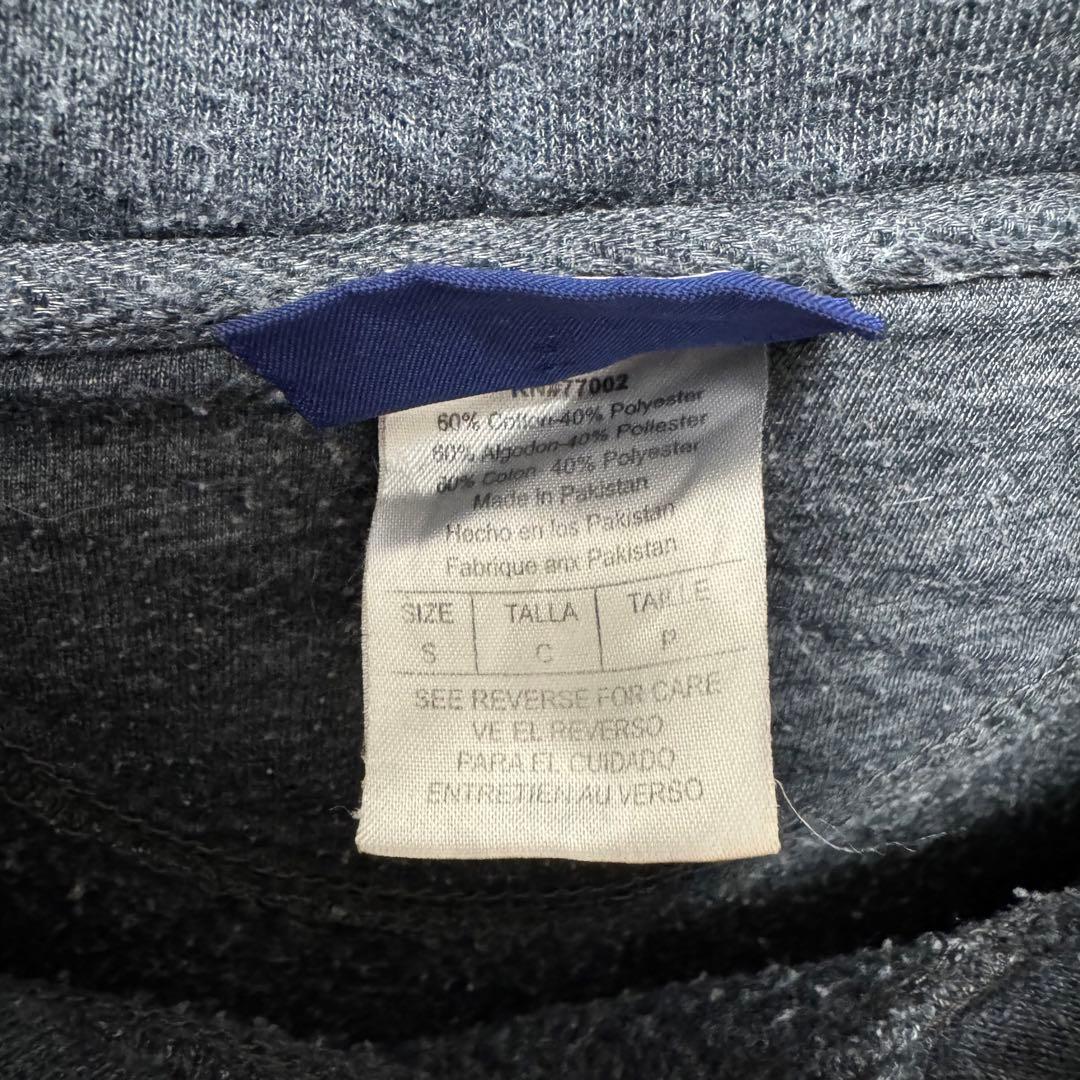 RN#77002
60% Cotton-40% Polyester
60% Algodon-40% Poliester
60% Coton 40% Polyester
Made in Pakistan
Hecho en los Pakistan
Fabrique anx Pakistan
SIZE TALLA TAILLE
S C P
SEE REVERSE FOR CARE
VE EL REVERSO
PARA EL CUIDADO
ENTRETIEN AU VERSO